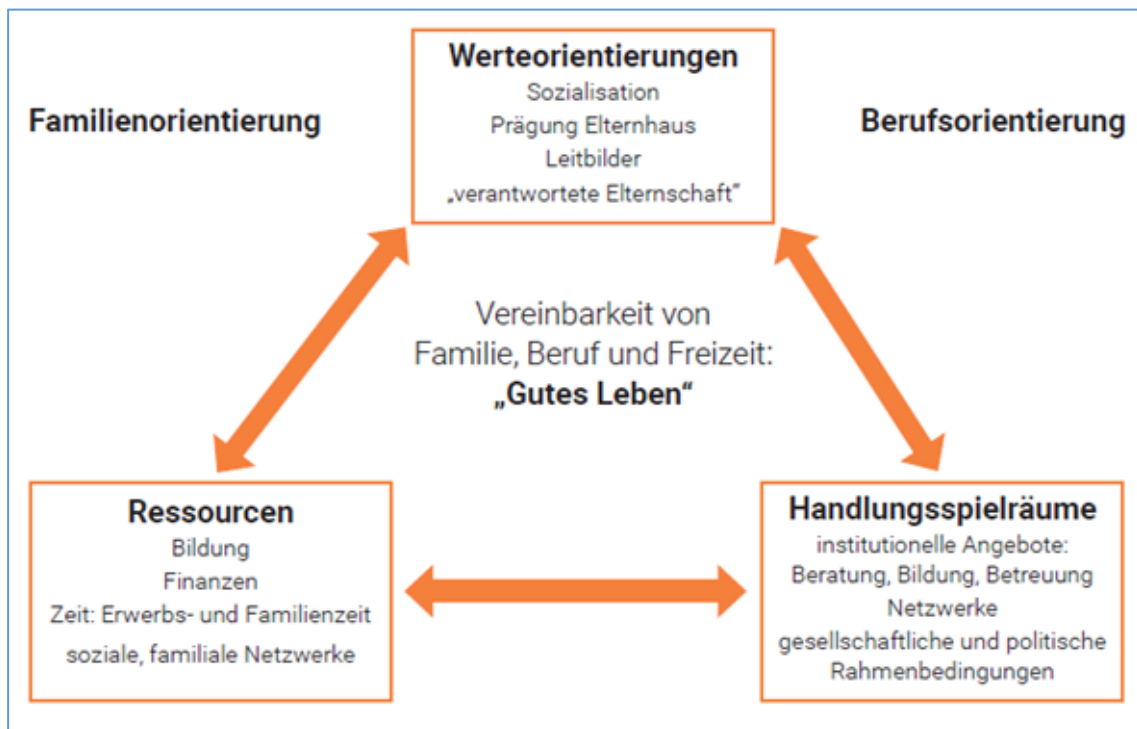 Werteorientierungen
Sozialisation
Prägung Elternhaus
Leitbilder
„verantwortete Elternschaft“
Familienorientierung
Berufsorientierung
Vereinbarkeit von
Familie, Beruf und Freizeit:
„Gutes Leben“
Ressourcen
Bildung
Finanzen
Zeit: Erwerbs- und Familienzeit
soziale, familiale Netzwerke
Handlungsspielräume
institutionelle Angebote:
Beratung, Bildung, Betreuung
Netzwerke
gesellschaftliche und politische
Rahmenbedingungen